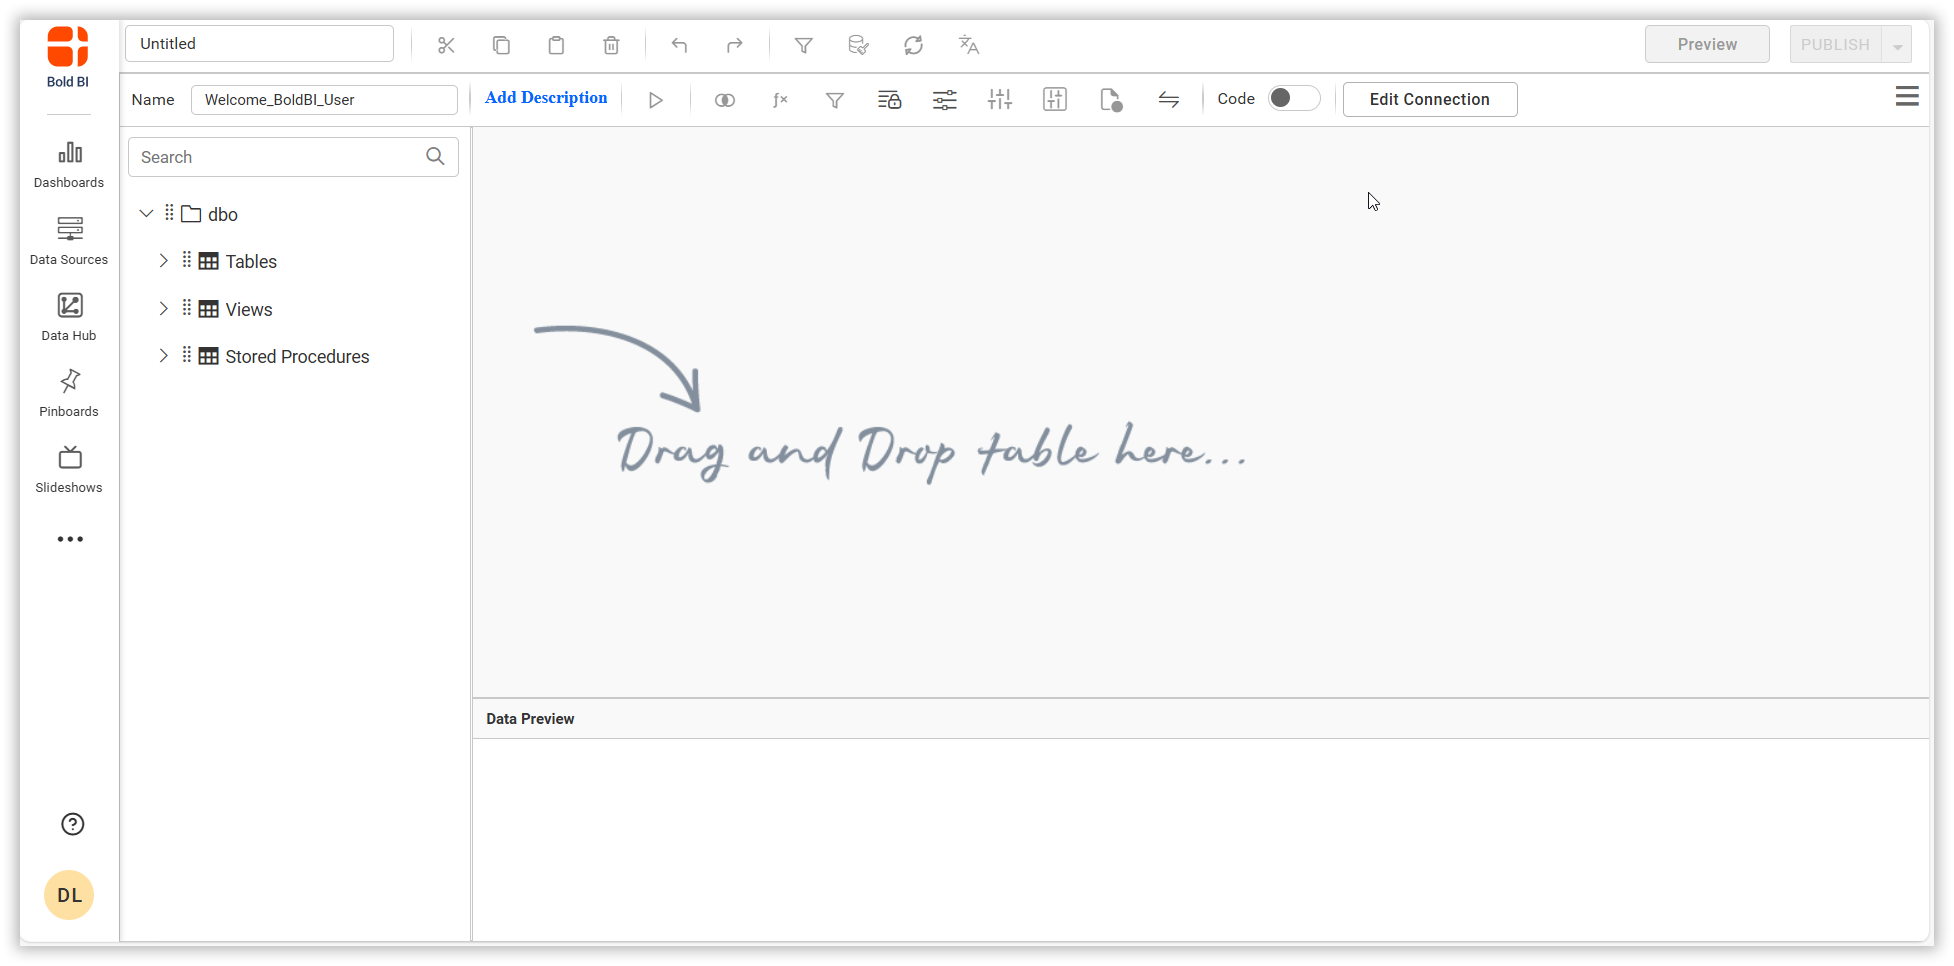 Untitled
Preview
PUBLISH
Bold BI
Name
Welcome_BoldBI_User
Add Description
ƒx
Code
Edit Connection
Dashboards
Data Sources
Data Hub
Pinboards
Slideshows
DL
Search
dbo
Tables
Views
Stored Procedures
Drag and Drop table here...
Data Preview